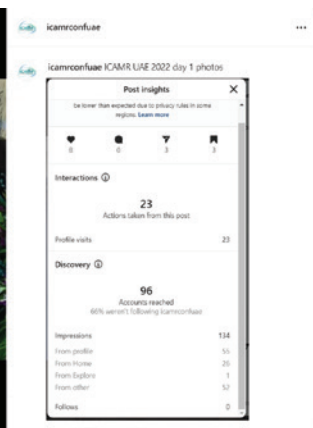 icamrconfuae
icamrconfuae ICAMR UAE 2022 day 1 photos
Post insights
be lower than expected due to privacy rules in some
regions. Learn more
0 0 3 3
Interactions
23
Actions taken from this post
Profile visits 23
Discovery
96
Accounts reached
66% weren't following icamrconfuae
Impressions 134
From profile 55
From Home 26
From Explore 1
From other 52
Follows 0